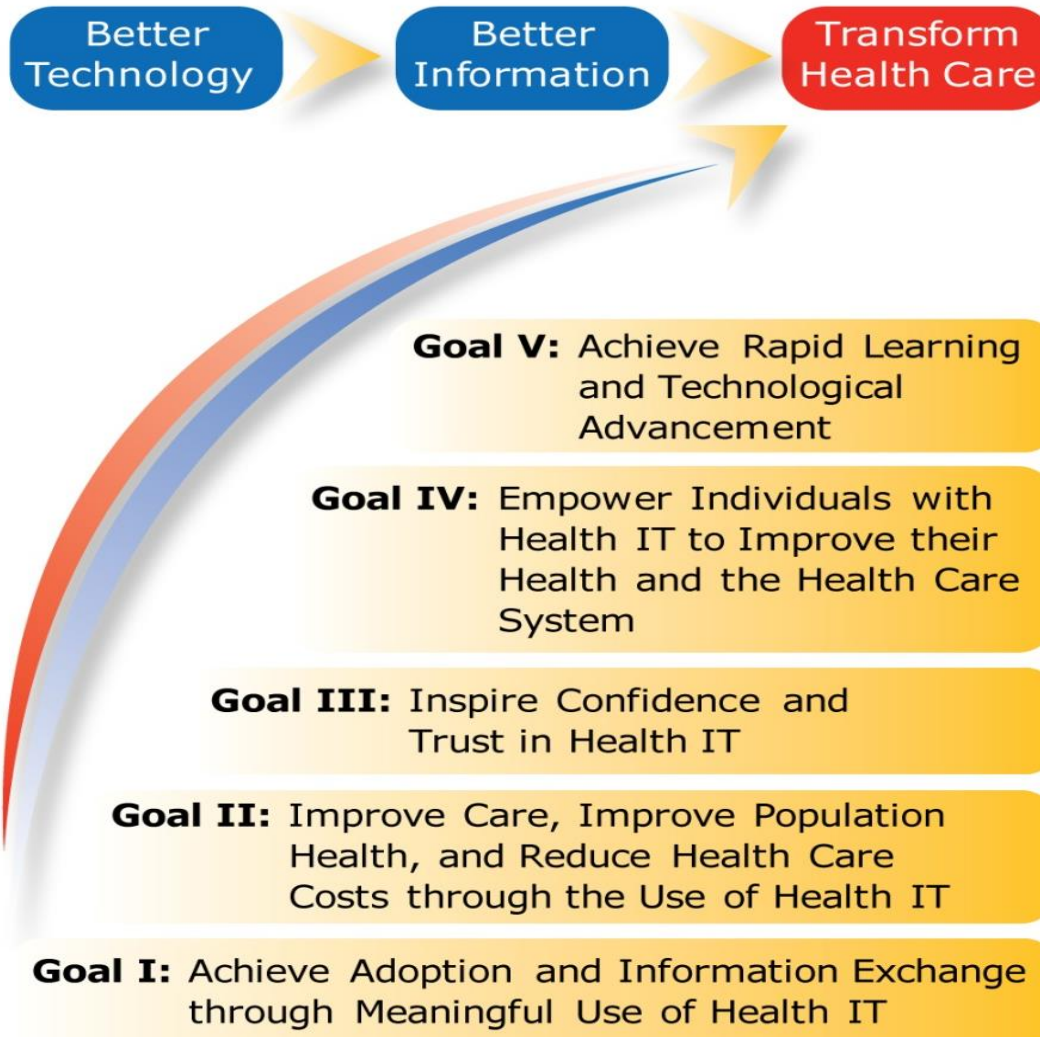 Better
Technology
Better
Information
Transform
Health Care
Goal V: Achieve Rapid Learning
and Technological
Advancement
Goal IV: Empower Individuals with
Health IT to Improve their
Health and the Health Care
System
Goal III: Inspire Confidence and
Trust in Health IT
Goal II: Improve Care, Improve Population
Health, and Reduce Health Care
Costs through the Use of Health IT
Goal I: Achieve Adoption and Information Exchange
through Meaningful Use of Health IT